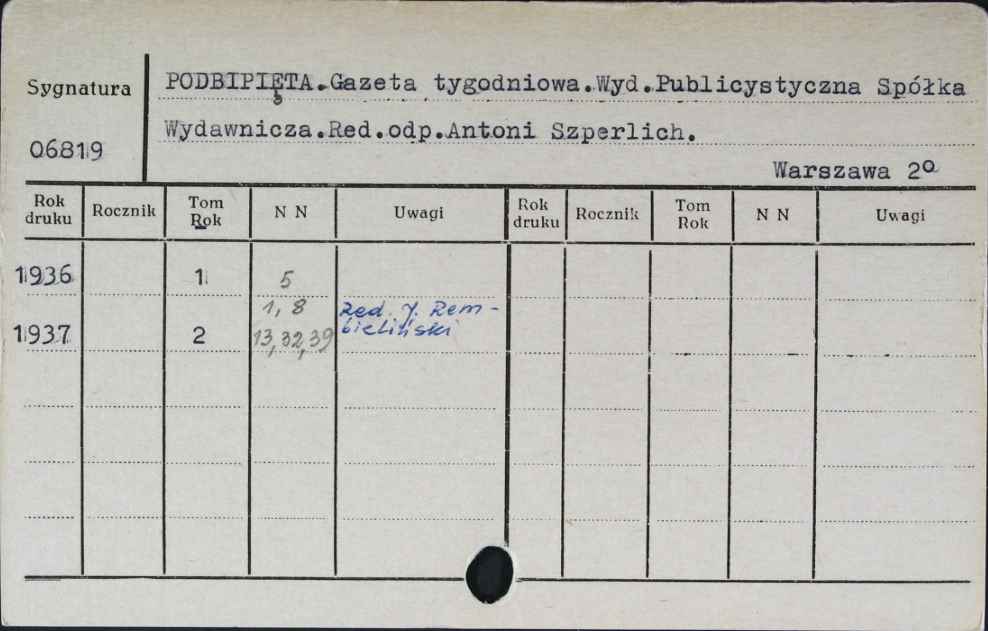 Sygnatura
06819
PODBIPIĘTA.Gazeta tygodniowa.Wyd.Publicystyczna Spółka
Wydawnicza.Red.odp.Antoni Szperlich.
Warszawa 2º
Rok druku Rocznik Tom Rok N N Uwagi Rok druku Rocznik Tom Rok N N Uwagi
1936 1 5
1, 8 Red. J. Rem-
1937 2 13, 32, 39 bieliński